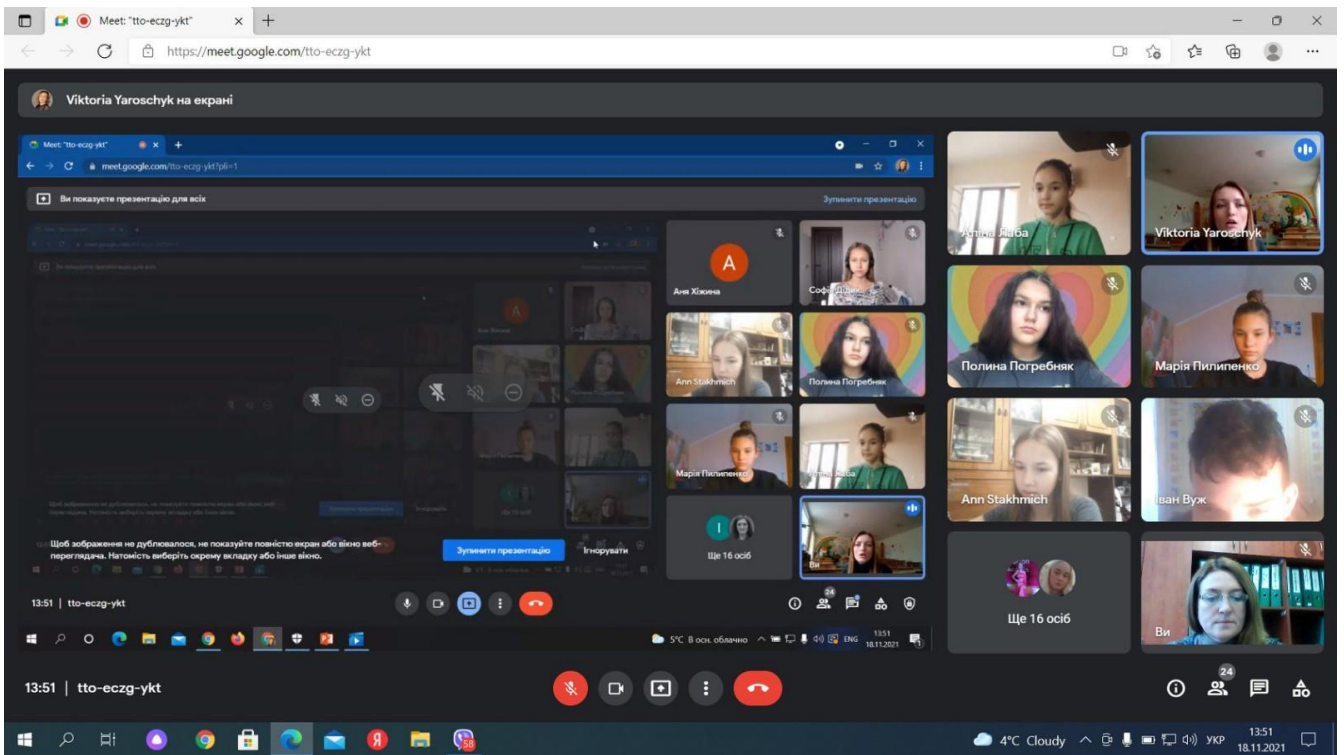 Meet: "tto-eczg-ykt"
https://meet.google.com/tto-eczg-ykt
Viktoria Yaroschyk на екрані
Meet: "tto-eczg-ykt"
meet.google.com/tto-eczg-ykt?pli=1
Ви показуєте презентацію для всіх
Зупинити презентацію
А
Аня Хіжина
Софія
Ann Stakhmich
Полина Погребняк
Марія Пилипенко
Лаба
І
Ще 16 осіб
Ви
Щоб зображення не дублювалося, не показуйте повністю екран або вікно веб-
переглядача. Натомість виберіть окрему вкладку або інше вікно.
Зупинити презентацію
Ігнорувати
13:51 | tto-eczg-ykt
24
5°C В осн. облачно
ENG
13:51
18.11.2021
Лаба
Viktoria Yaroschyk
Полина Погребняк
Марія Пилипенко
Ann Stakhmich
Іван Вуж
Ще 16 осіб
Ви
13:51 | tto-eczg-ykt
24
Я
58
4°C Cloudy
УКР
13:51
18.11.2021